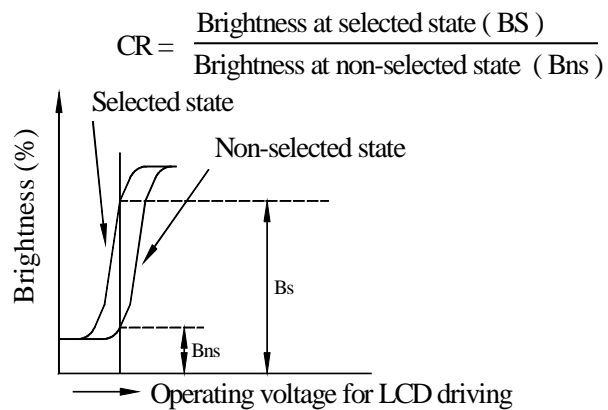 Brightness at selected state ( BS )
CR =
Brightness at non-selected state ( Bns )
Selected state
Non-selected state
Brightness (%)
Bs
Bns
Operating voltage for LCD driving